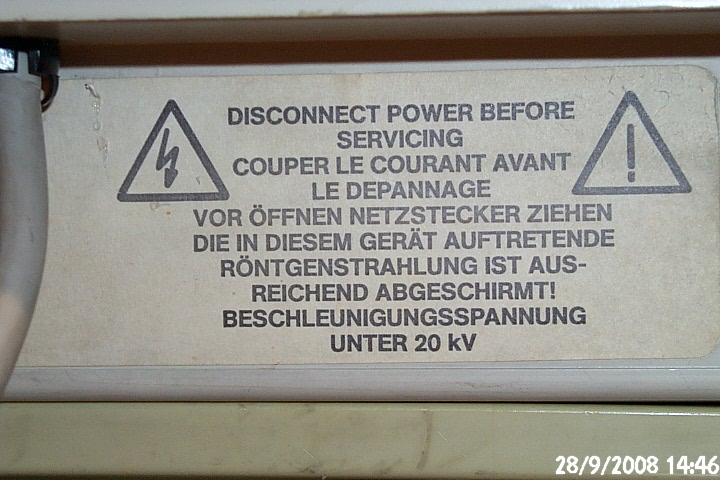 DISCONNECT POWER BEFORE
SERVICING
COUPER LE COURANT AVANT
LE DEPANNAGE
VOR ÖFFNEN NETZSTECKER ZIEHEN
DIE IN DIESEM GERÄT AUFTRETENDE
RÖNTGENSTRAHLUNG IST AUS-
REICHEND ABGESCHIRMT!
BESCHLEUNIGUNGSSPANNUNG
UNTER 20 kV
28/9/2008 14:46